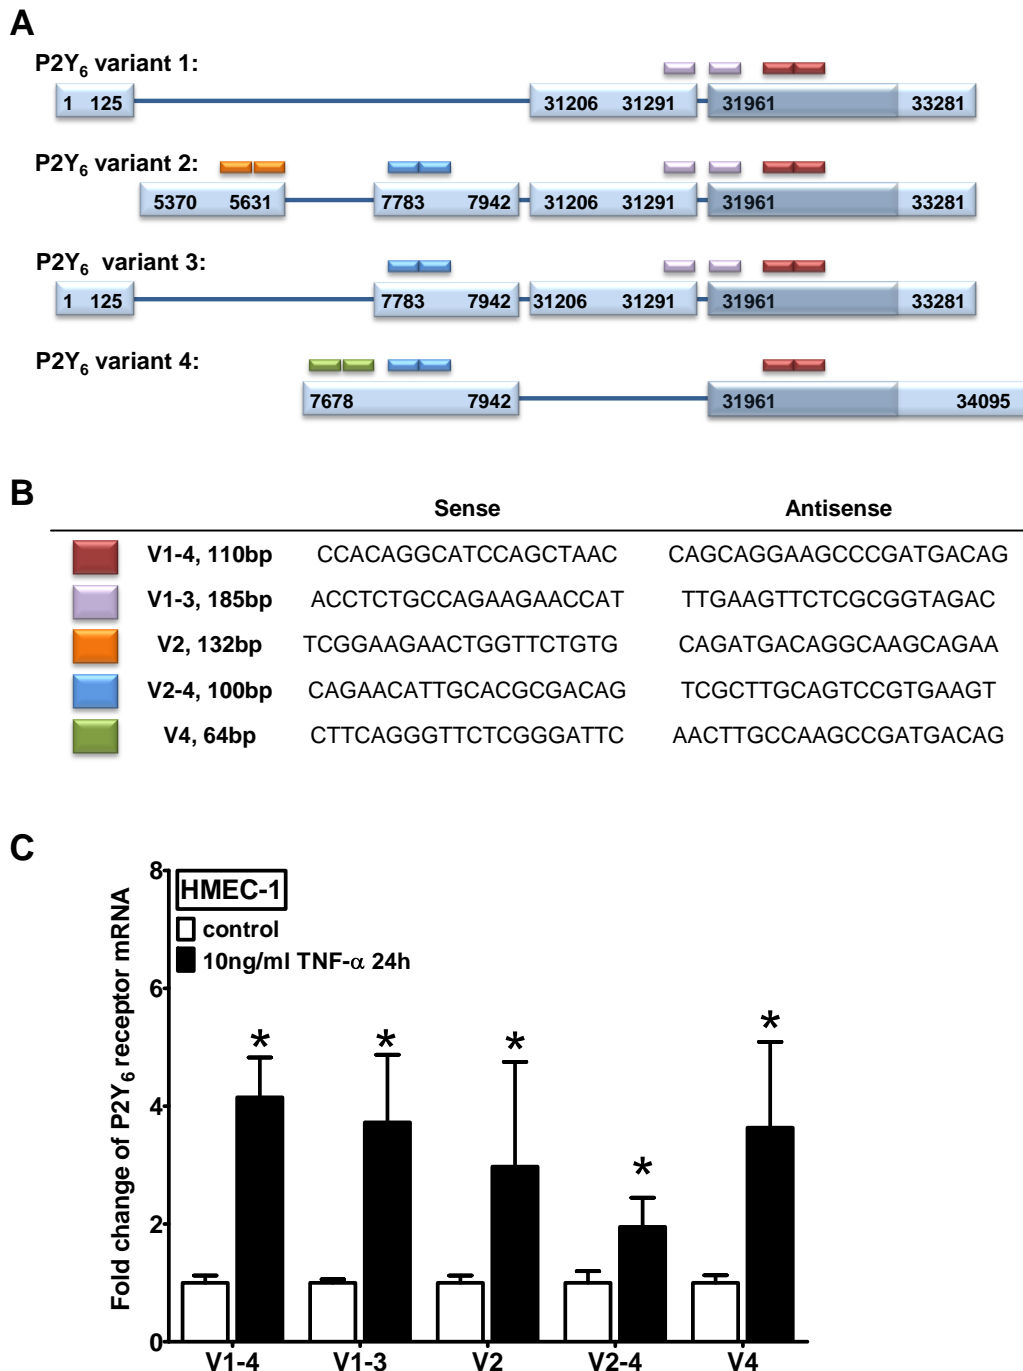 A
P2Y6 variant 1:
1 125 31206 31291 31961 33281
P2Y6 variant 2:
5370 5631 7783 7942 31206 31291 31961 33281
P2Y6 variant 3:
1 125 7783 7942 31206 31291 31961 33281
P2Y6 variant 4:
7678 7942 31961 34095
B
Sense Antisense
V1-4, 110bp CCACAGGCATCCAGCTAAC CAGCAGGAAGCCCGATGACAG
V1-3, 185bp ACCTCTGCCAGAAGAACCAT TTGAAGTTCTCGCGGTAGAC
V2, 132bp TCGGAAGAACTGGTTCTGTG CAGATGACAGGCAAGCAGAA
V2-4, 100bp CAGAACATTGCACGCGACAG TCGCTTGCAGTCCGTGAAGT
V4, 64bp CTTCAGGGTTCTCGGGATTC AACTTGCCAAGCCGATGACAG
C
Fold change of P2Y6 receptor mRNA
8
6
4
2
0
HMEC-1
control
10ng/ml TNF-α 24h
* * * * *
V1-4 V1-3 V2 V2-4 V4